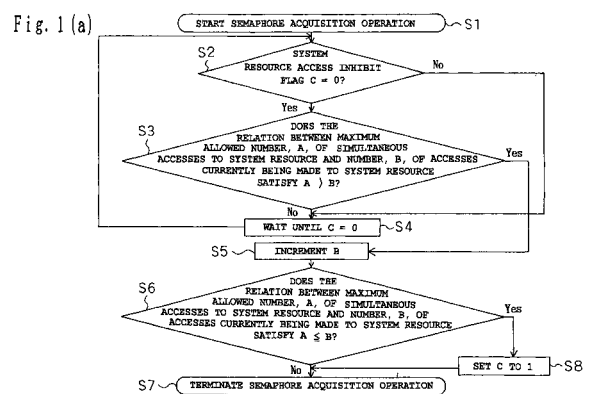 Fig. 1 (a)
START SEMAPHORE ACQUISITION OPERATION
S1
S2
SYSTEM
RESOURCE ACCESS INHIBIT
FLAG C = 0?
No
Yes
S3
DOES THE
RELATION BETWEEN MAXIMUM
ALLOWED NUMBER, A, OF SIMULTANEOUS
ACCESSES TO SYSTEM RESOURCE AND NUMBER, B, OF ACCESSES
CURRENTLY BEING MADE TO SYSTEM RESOURCE
SATISFY A > B?
Yes
No
WAIT UNTIL C = 0
S4
S5
INCREMENT B
S6
DOES THE
RELATION BETWEEN MAXIMUM
ALLOWED NUMBER, A, OF SIMULTANEOUS
ACCESSES TO SYSTEM RESOURCE AND NUMBER, B, OF
ACCESSES CURRENTLY BEING MADE TO SYSTEM RESOURCE
SATISFY A ≤ B?
Yes
No
SET C TO 1
S8
S7
TERMINATE SEMAPHORE ACQUISITION OPERATION